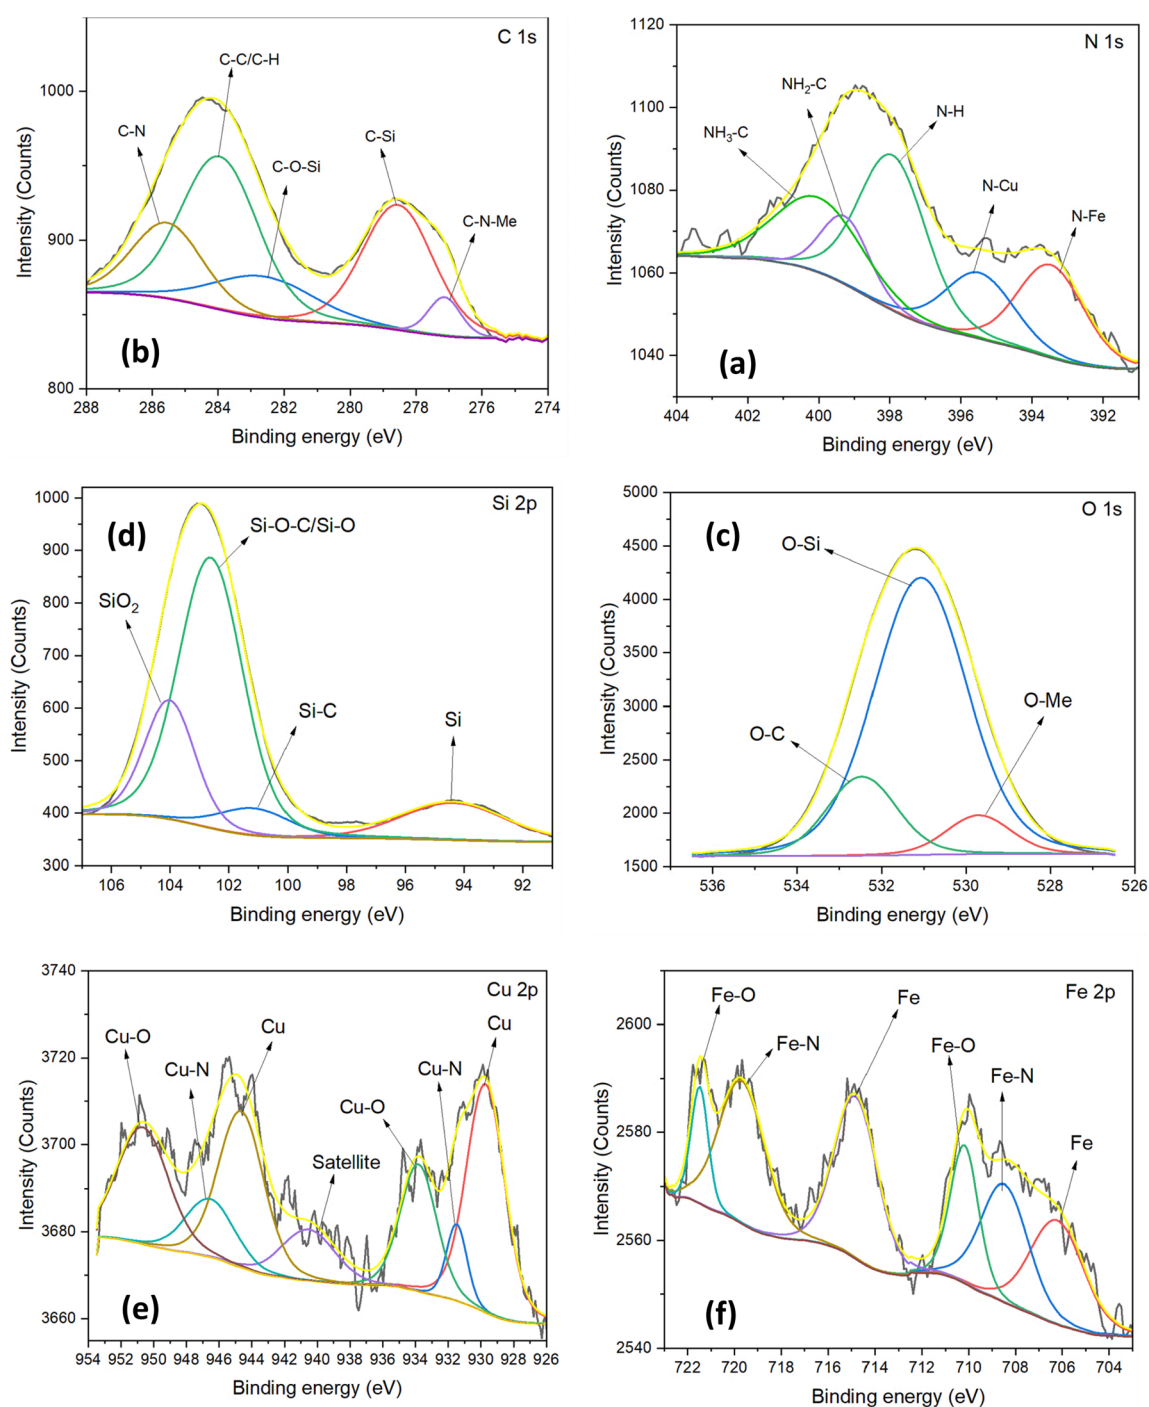 C 1s
C-C/C-H
C-N
C-O-Si
C-Si
C-N-Me
1000
900
800
Intensity (Counts)
(b)
288 286 284 282 280 278 276 274
Binding energy (eV)
N 1s
NH2-C
NH3-C
N-H
N-Cu
N-Fe
1120
1100
1080
1060
1040
Intensity (Counts)
(a)
404 402 400 398 396 394 392
Binding energy (eV)
Si 2p
(d)
Si-O-C/Si-O
SiO2
Si-C
Si
1000
900
800
700
600
500
400
300
Intensity (Counts)
106 104 102 100 98 96 94 92
Binding energy (eV)
O 1s
(c)
O-Si
O-C
O-Me
5000
4500
4000
3500
3000
2500
2000
1500
Intensity (Counts)
536 534 532 530 528 526
Binding energy (eV)
Cu 2p
Cu-O
Cu-N
Cu
Satellite
Cu-O
Cu-N
Cu
3740
3720
3700
3680
3660
Intensity (Counts)
(e)
954 952 950 948 946 944 942 940 938 936 934 932 930 928 926
Binding energy (eV)
Fe 2p
Fe-O
Fe-N
Fe
Fe-O
Fe-N
Fe
2600
2580
2560
2540
Intensity (Counts)
(f)
722 720 718 716 714 712 710 708 706 704
Binding energy (eV)